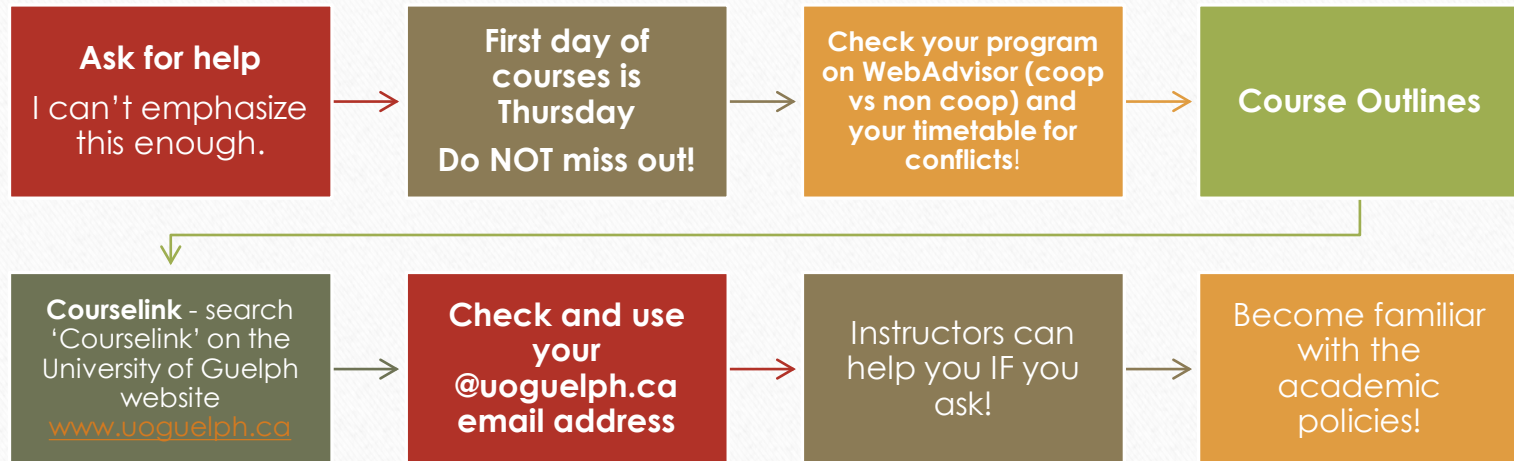 Ask for help
I can’t emphasize
this enough.
First day of
courses is
Thursday
Do NOT miss out!
Check your program
on WebAdvisor (coop
vs non coop) and
your timetable for
conflicts!
Course Outlines
Courselink - search
‘Courselink’ on the
University of Guelph
website
www.uoguelph.ca
Check and use
your
@uoguelph.ca
email address
Instructors can
help you IF you
ask!
Become familiar
with the
academic
policies!